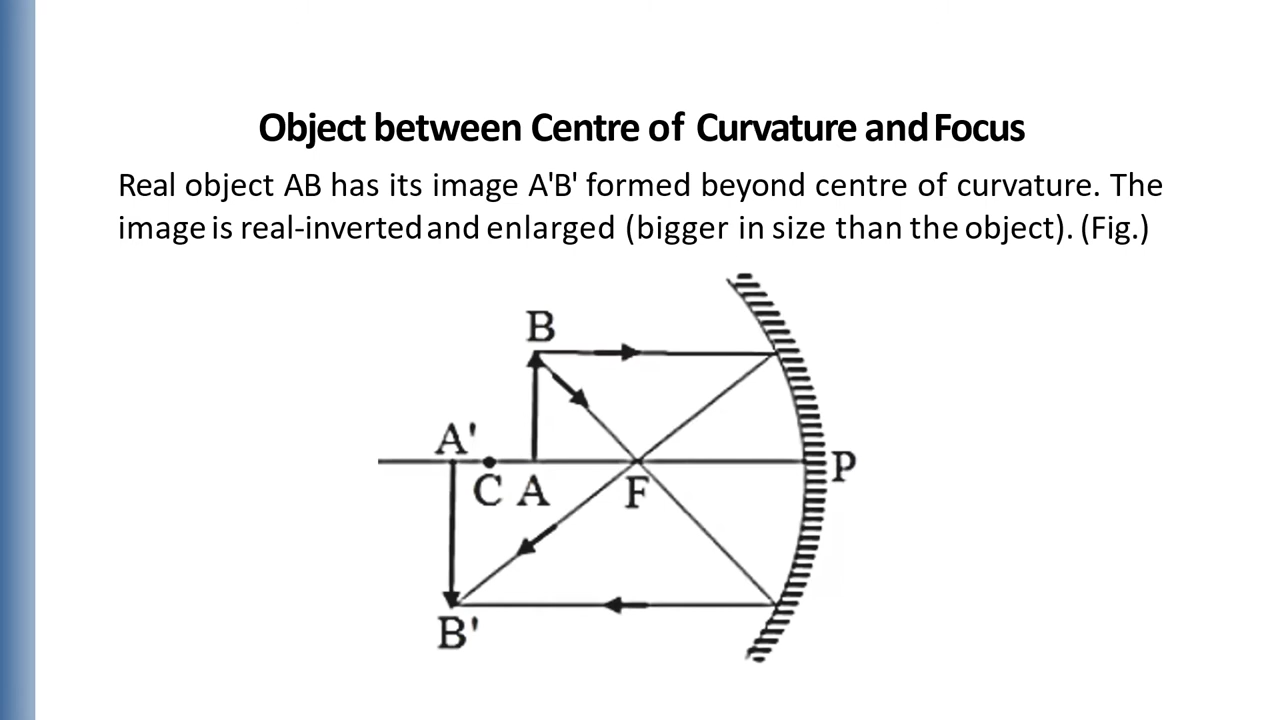 Object between Centre of Curvature and Focus
Real object AB has its image A'B' formed beyond centre of curvature. The
image is real-inverted and enlarged (bigger in size than the object). (Fig.)
B
A'
C A F P
B'